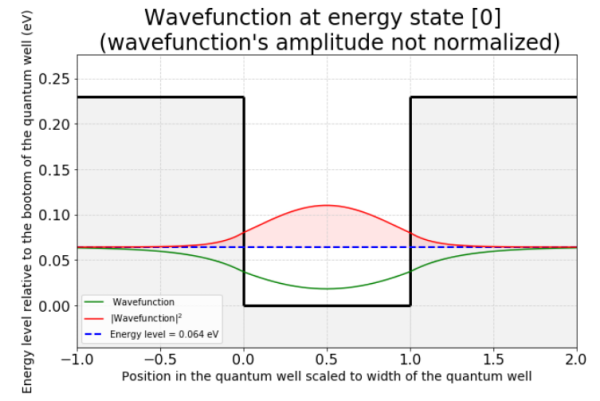 Wavefunction at energy state [0]
(wavefunction's amplitude not normalized)
Energy level relative to the bootom of the quantum well (eV)
0.25
0.20
0.15
0.10
0.05
0.00
Wavefunction
|Wavefunction|²
Energy level = 0.064 eV
−1.0 −0.5 0.0 0.5 1.0 1.5 2.0
Position in the quantum well scaled to width of the quantum well